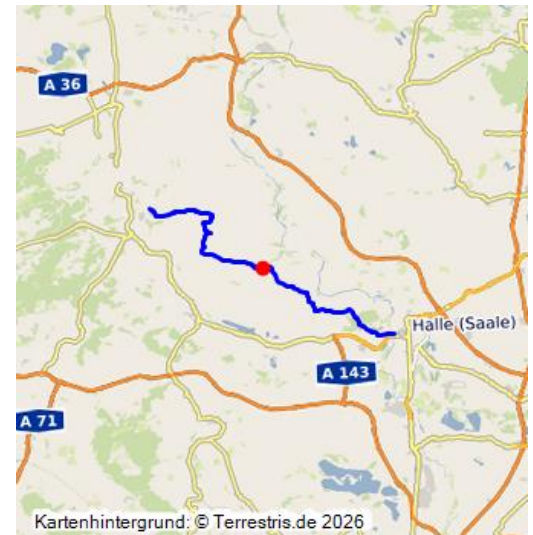 A 36
Halle (Saale)
A 143
A 71
Kartenhintergrund: © Terrestris.de 2026